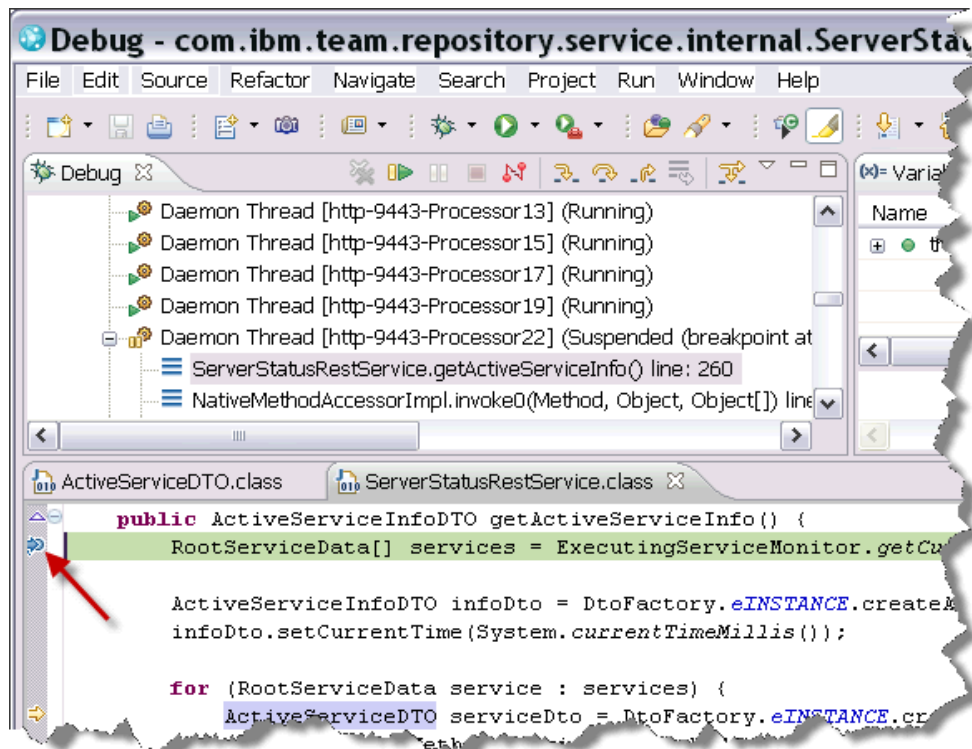 Debug - com.ibm.team.repository.service.internal.ServerSta
File Edit Source Refactor Navigate Search Project Run Window Help
Debug
(x)= Variab
Daemon Thread [http-9443-Processor13] (Running)
Name
Daemon Thread [http-9443-Processor15] (Running)
th
Daemon Thread [http-9443-Processor17] (Running)
Daemon Thread [http-9443-Processor19] (Running)
Daemon Thread [http-9443-Processor22] (Suspended (breakpoint at
ServerStatusRestService.getActiveServiceInfo() line: 260
NativeMethodAccessorImpl.invoke0(Method, Object, Object[]) line
ActiveServiceDTO.class ServerStatusRestService.class
public ActiveServiceInfoDTO getActiveServiceInfo() {
RootServiceData[] services = ExecutingServiceMonitor.getCu
ActiveServiceInfoDTO infoDto = DtoFactory.eINSTANCE.createA
infoDto.setCurrentTime(System.currentTimeMillis());
for (RootServiceData service : services) {
ActiveServiceDTO serviceDto = DtoFactory.eINSTANCE.cr